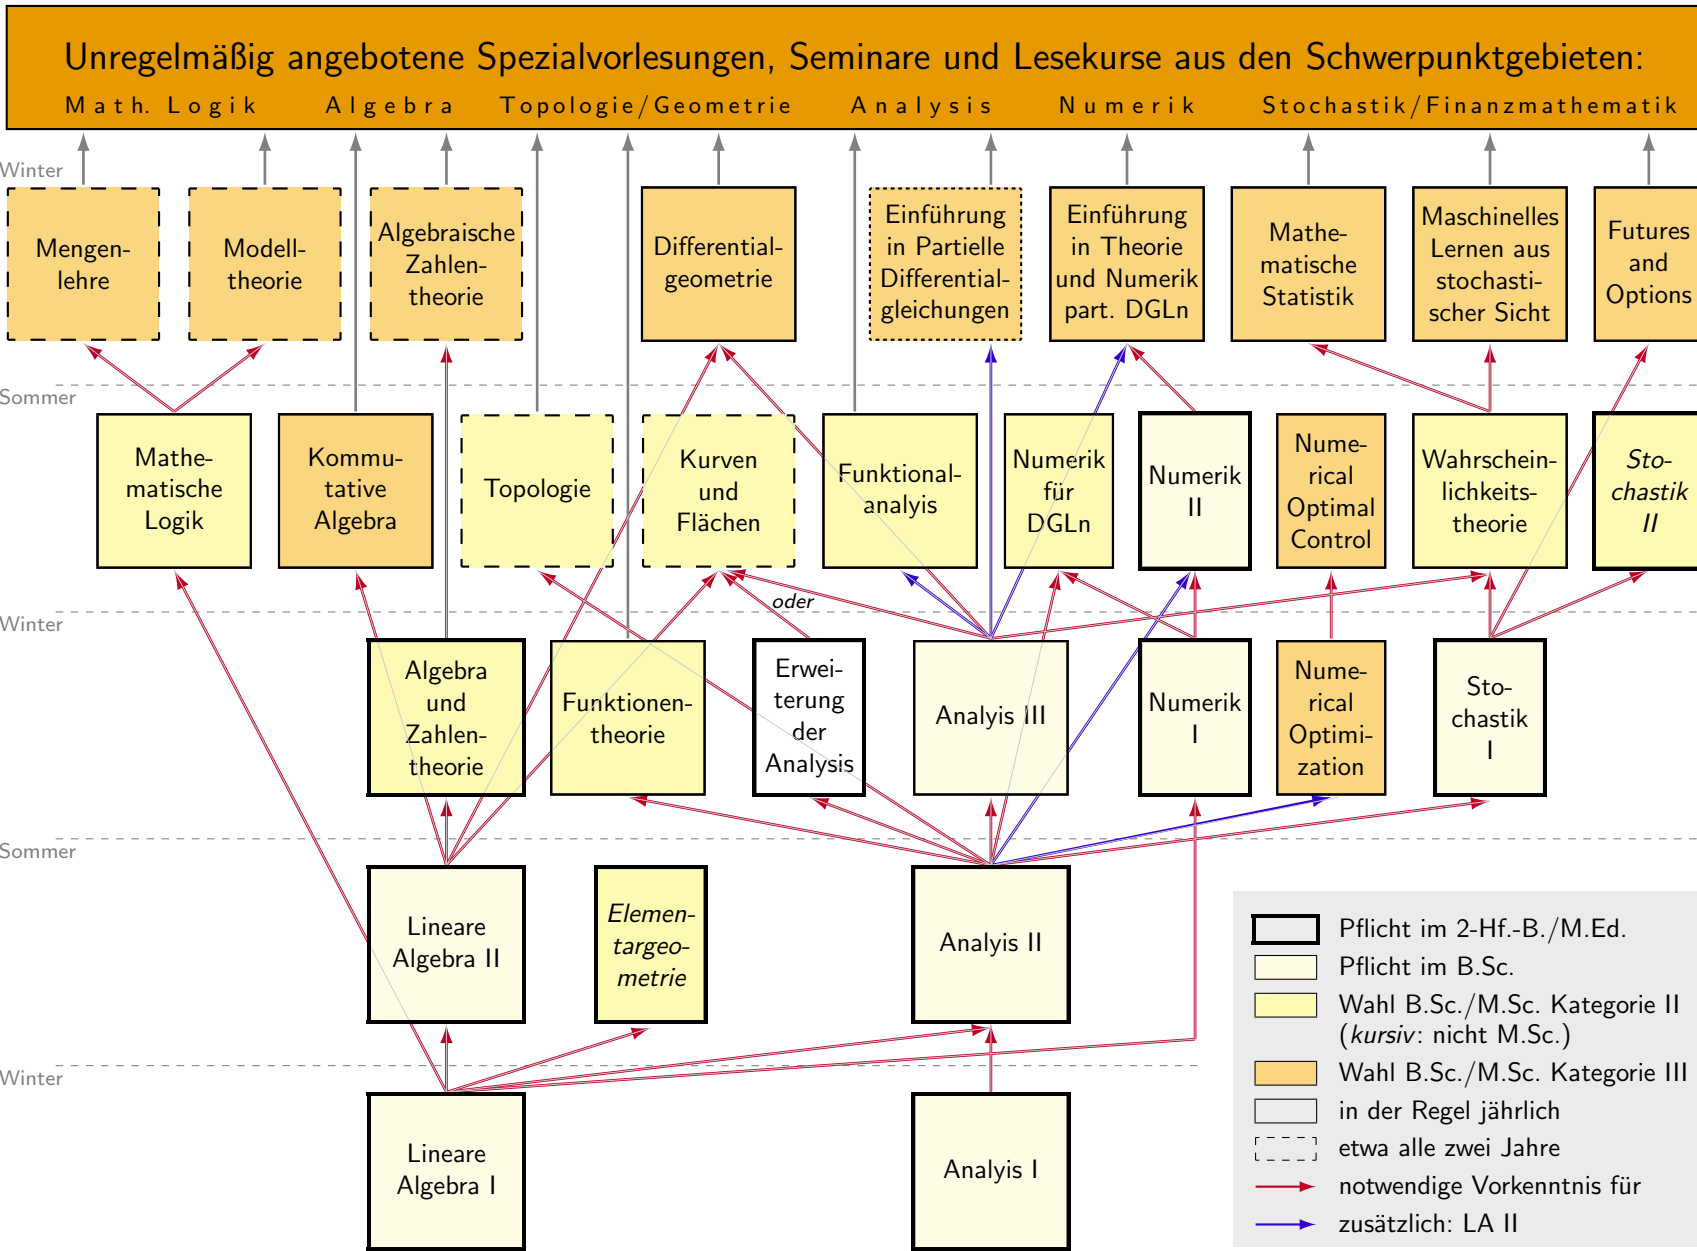 Unregelmäßig angebotene Spezialvorlesungen, Seminare und Lesekurse aus den Schwerpunktgebieten:
Math. Logik Algebra Topologie/Geometrie Analysis Numerik Stochastik/Finanzmathematik
Winter
Mengen-
lehre
Modell-
theorie
Algebraische
Zahlen-
theorie
Differential-
geometrie
Einführung
in Partielle
Differential-
gleichungen
Einführung
in Theorie
und Numerik
part. DGLn
Mathe-
matische
Statistik
Maschinelles
Lernen aus
stochasti-
scher Sicht
Futures
and
Options
Sommer
Mathe-
matische
Logik
Kommu-
tative
Algebra
Topologie
Kurven
und
Flächen
Funktional-
analyis
Numerik
für
DGLn
Numerik
II
Nume-
rical
Optimal
Control
Wahrschein-
lichkeits-
theorie
Sto-
chastik
II
oder
Winter
Algebra
und
Zahlen-
theorie
Funktionen-
theorie
Erwei-
terung
der
Analysis
Analyis III
Numerik
I
Nume-
rical
Optimi-
zation
Sto-
chastik
I
Sommer
Lineare
Algebra II
Elemen-
targeo-
metrie
Analyis II
Winter
Lineare
Algebra I
Analyis I
Pflicht im 2-Hf.-B./M.Ed.
Pflicht im B.Sc.
Wahl B.Sc./M.Sc. Kategorie II
(kursiv: nicht M.Sc.)
Wahl B.Sc./M.Sc. Kategorie III
in der Regel jährlich
etwa alle zwei Jahre
notwendige Vorkenntnis für
zusätzlich: LA II